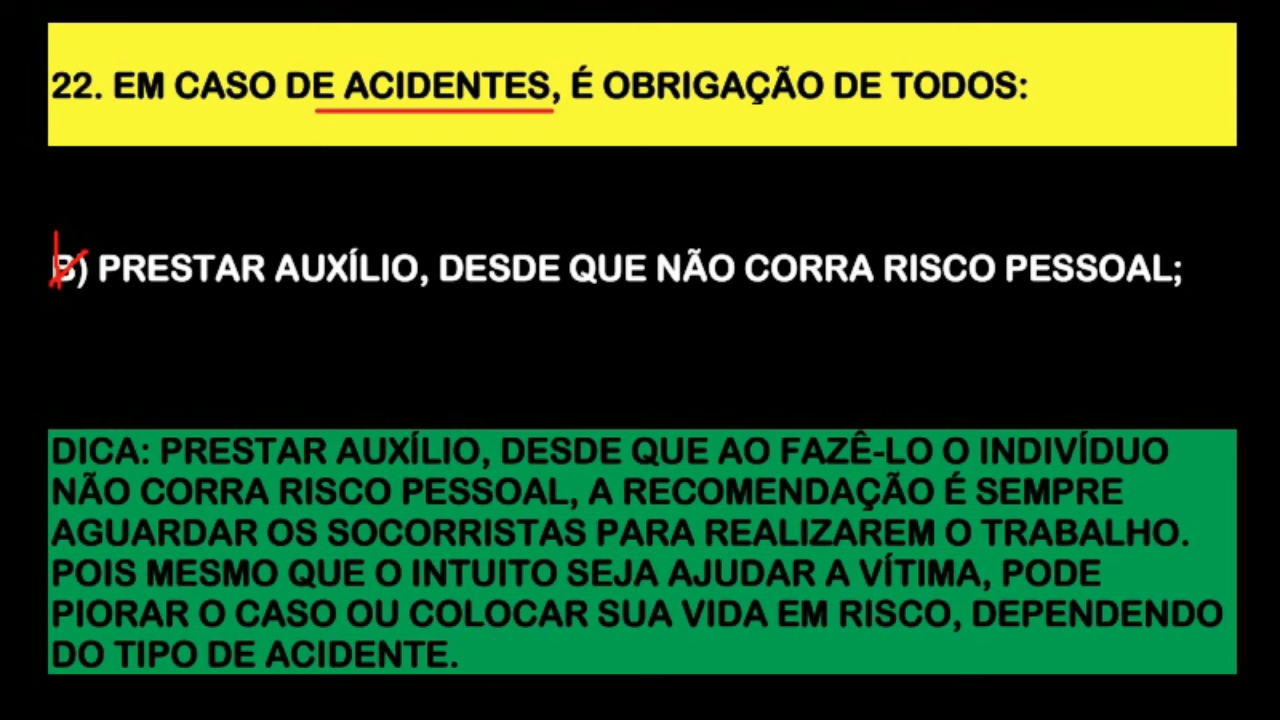 22. EM CASO DE ACIDENTES, É OBRIGAÇÃO DE TODOS:
B) PRESTAR AUXÍLIO, DESDE QUE NÃO CORRA RISCO PESSOAL;
DICA: PRESTAR AUXÍLIO, DESDE QUE AO FAZÊ-LO O INDIVÍDUO
NÃO CORRA RISCO PESSOAL, A RECOMENDAÇÃO É SEMPRE
AGUARDAR OS SOCORRISTAS PARA REALIZAREM O TRABALHO.
POIS MESMO QUE O INTUITO SEJA AJUDAR A VÍTIMA, PODE
PIORAR O CASO OU COLOCAR SUA VIDA EM RISCO, DEPENDENDO
DO TIPO DE ACIDENTE.